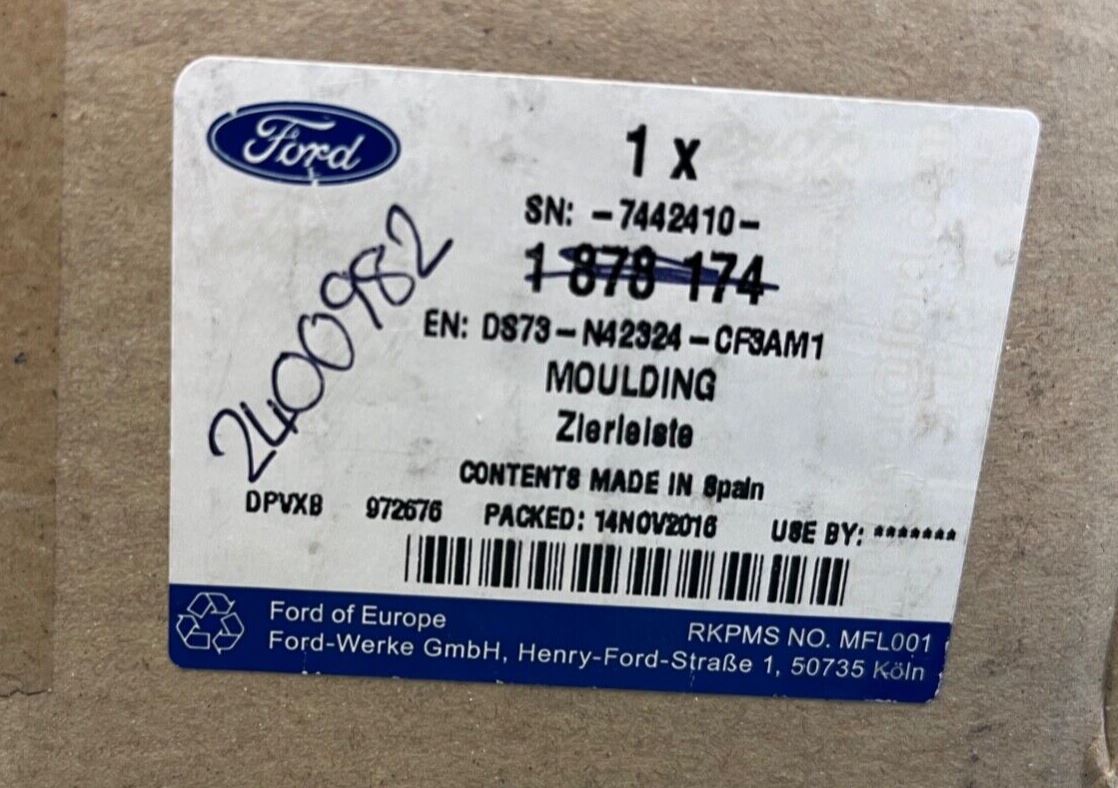 Ford
1 x
SN: -7442410-
1 878 174
2400982
EN: DS73-N42324-CF3AM1
MOULDING
Zierleiste
CONTENTS MADE IN Spain
DPVXB 972676 PACKED: 14NOV2016 USE BY: *******
Ford of Europe
RKPMS NO. MFL001
Ford-Werke GmbH, Henry-Ford-Straße 1, 50735 Köln